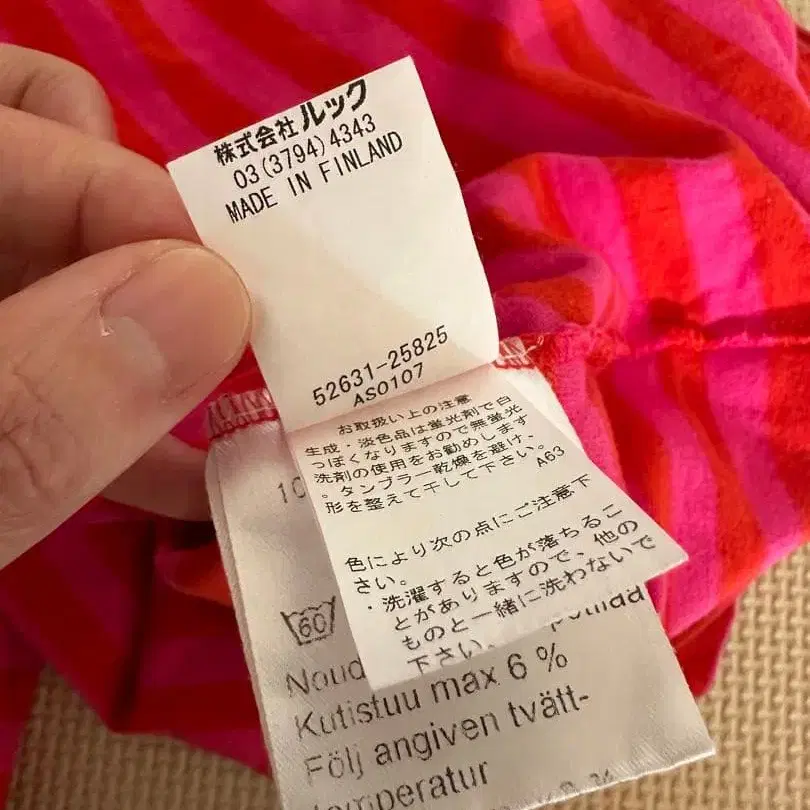 株式会社ルック
03(3794)4343
MADE IN FINLAND
52631-25825
AS0107
お取扱い上の注意
生成・淡色品は蛍光剤で白
っぽくなりますので無蛍光
洗剤の使用をお勧めします
。タンブラー乾燥を避け、
形を整えて干して下さい。
A63
色により次の点にご注意下
さい。
・洗濯すると色が落ちるこ
とがありますので、他の
ものと一緒に洗わないで
下さい。
10
60
Noud
Kutistuu max 6 %
Följ angiven tvätt-
temperatur